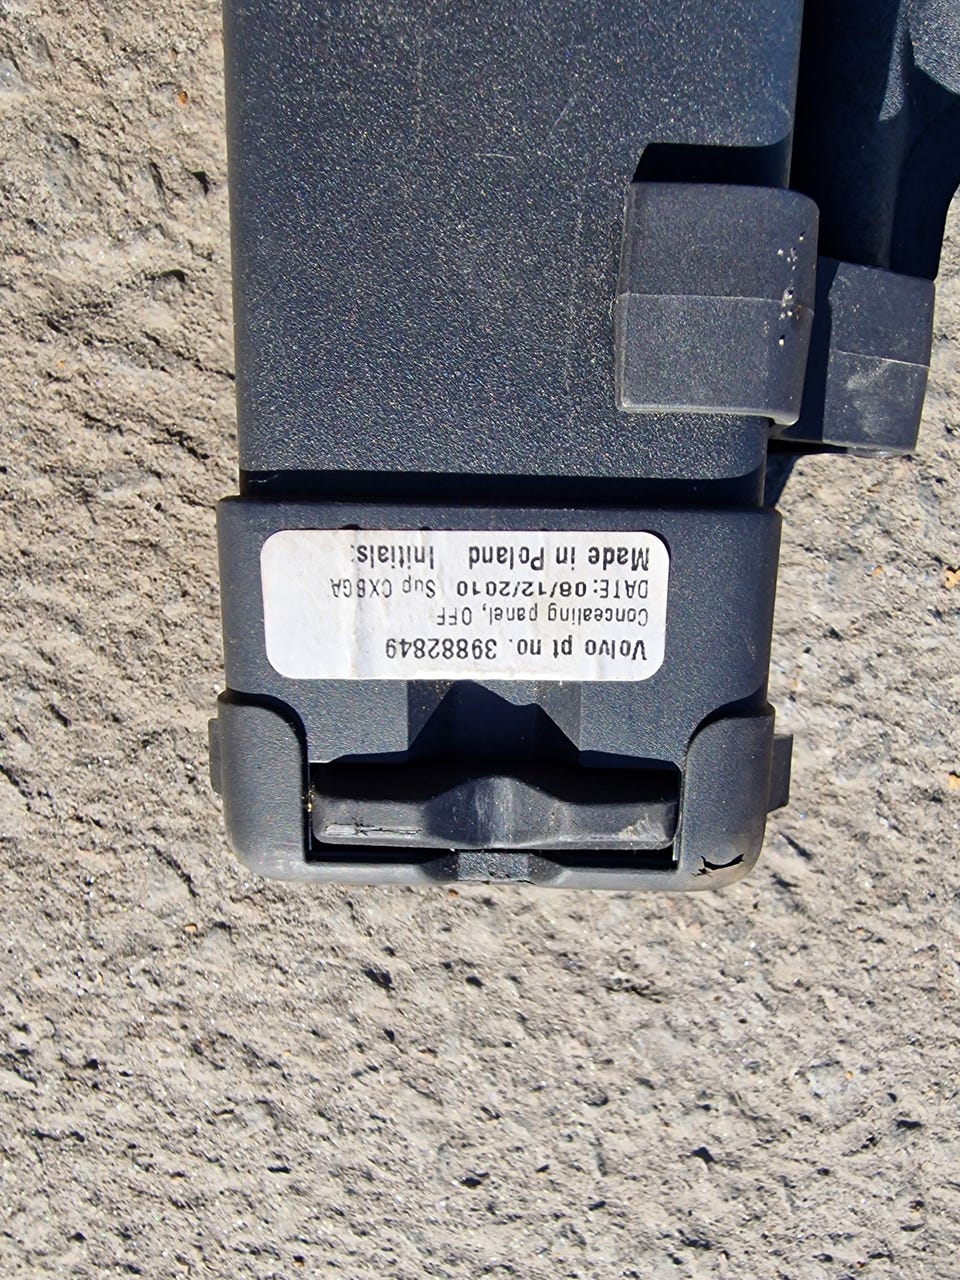 Volvo pt no. 39882849
Concealing panel, OFF
DATE: 08/12/2010 Sup CXBGA
Made in Poland Initials: